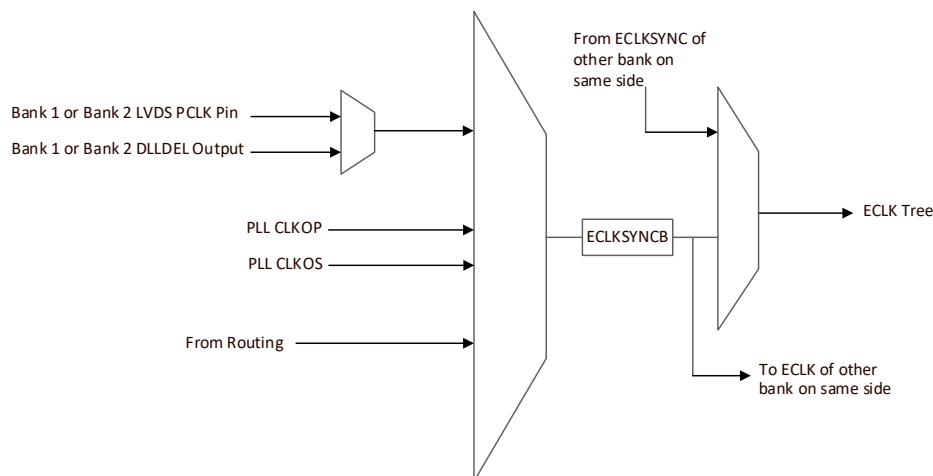 From ECLKSYNC of
other bank on
same side
Bank 1 or Bank 2 LVDS PCLK Pin
Bank 1 or Bank 2 DLLDEL Output
ECLK Tree
PLL CLKOP
ECLKSYNCB
PLL CLKOS
From Routing
To ECLK of other
bank on same side